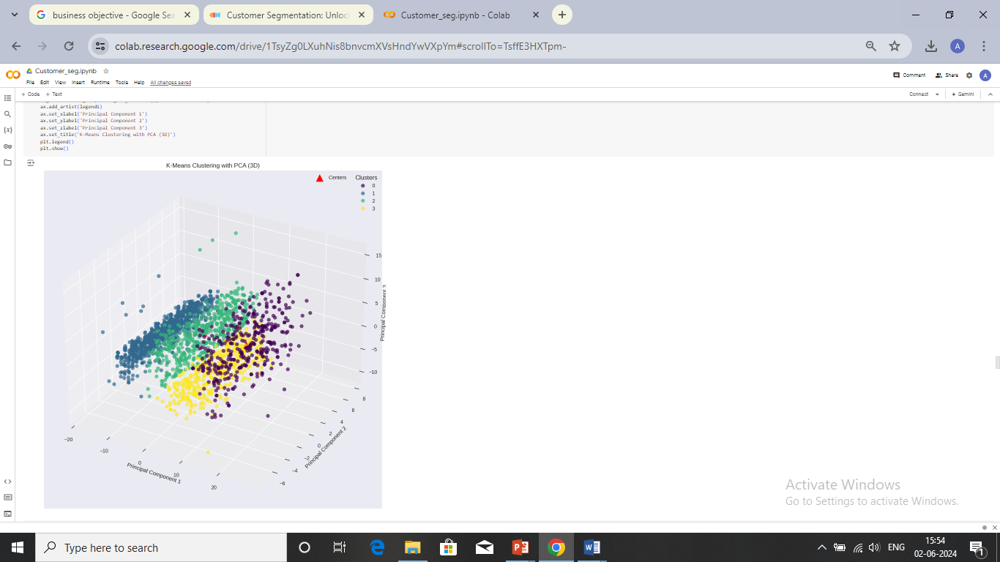 business objective - Google Sea
Customer Segmentation: Unloc
Customer_seg.ipynb - Colab
colab.research.google.com/drive/1TsyZg0LXuhNis8bnvcmXVsHndYwVXpYm#scrollTo=TsffE3HXTpm-
A
Customer_seg.ipynb
File Edit View Insert Runtime Tools Help All changes saved
Comment Share A
+ Code + Text
Connect Gemini
ax.add_artist(legend1)
ax.set_xlabel('Principal Component 1')
ax.set_ylabel('Principal Component 2')
ax.set_zlabel('Principal Component 3')
ax.set_title('K-Means Clustering with PCA (3D)')
plt.legend()
plt.show()
K-Means Clustering with PCA (3D)
Centers
Clusters
0
1
2
3
15
10
5
0
−5
−10
Principal Component 3
8
6
4
2
0
−2
−4
−6
Principal Component 2
−20
−10
0
10
20
Principal Component 1
Activate Windows
Go to Settings to activate Windows.
Type here to search
ENG
15:54
02-06-2024
1